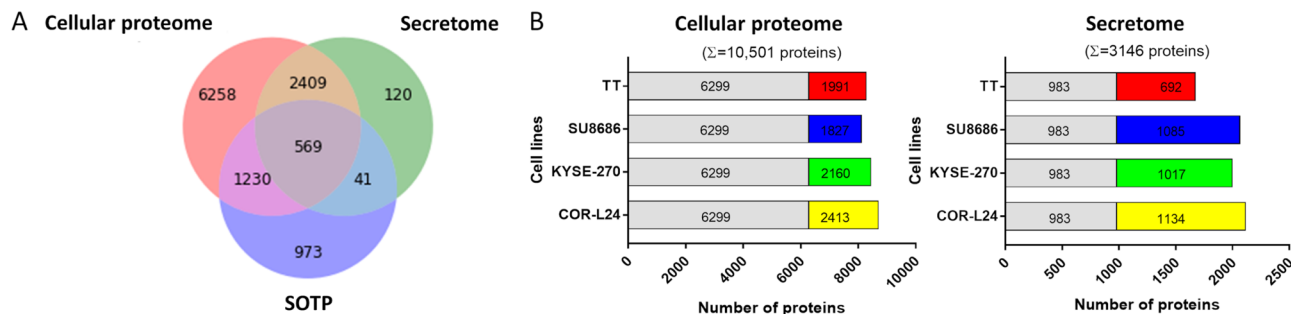 A
Cellular proteome
Secretome
6258
2409
120
569
1230
41
973
SOTP
B
Cellular proteome
(Σ=10,501 proteins)
Cell lines
TT
6299
1991
SU8686
6299
1827
KYSE-270
6299
2160
COR-L24
6299
2413
0
2000
4000
6000
8000
10000
Number of proteins
Secretome
(Σ=3146 proteins)
Cell lines
TT
983
692
SU8686
983
1085
KYSE-270
983
1017
COR-L24
983
1134
0
500
1000
1500
2000
2500
Number of proteins